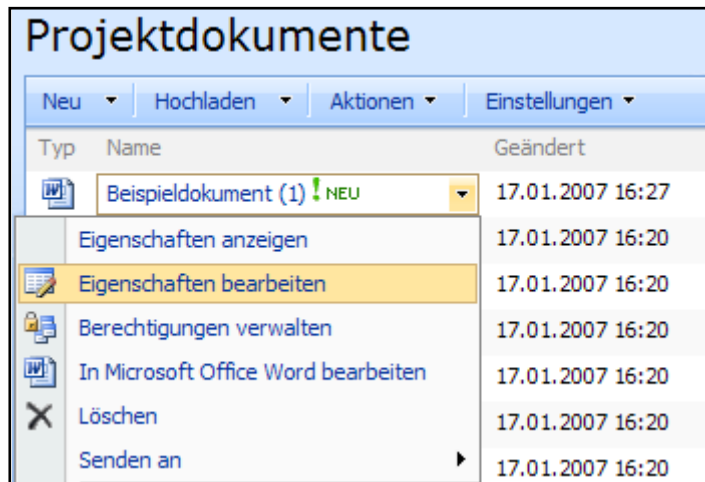 Projektdokumente
Neu Hochladen Aktionen Einstellungen
Typ Name Geändert
Beispieldokument (1) ! NEU 17.01.2007 16:27
Eigenschaften anzeigen 17.01.2007 16:20
Eigenschaften bearbeiten 17.01.2007 16:20
Berechtigungen verwalten 17.01.2007 16:20
In Microsoft Office Word bearbeiten 17.01.2007 16:20
Löschen 17.01.2007 16:20
Senden an 17.01.2007 16:20